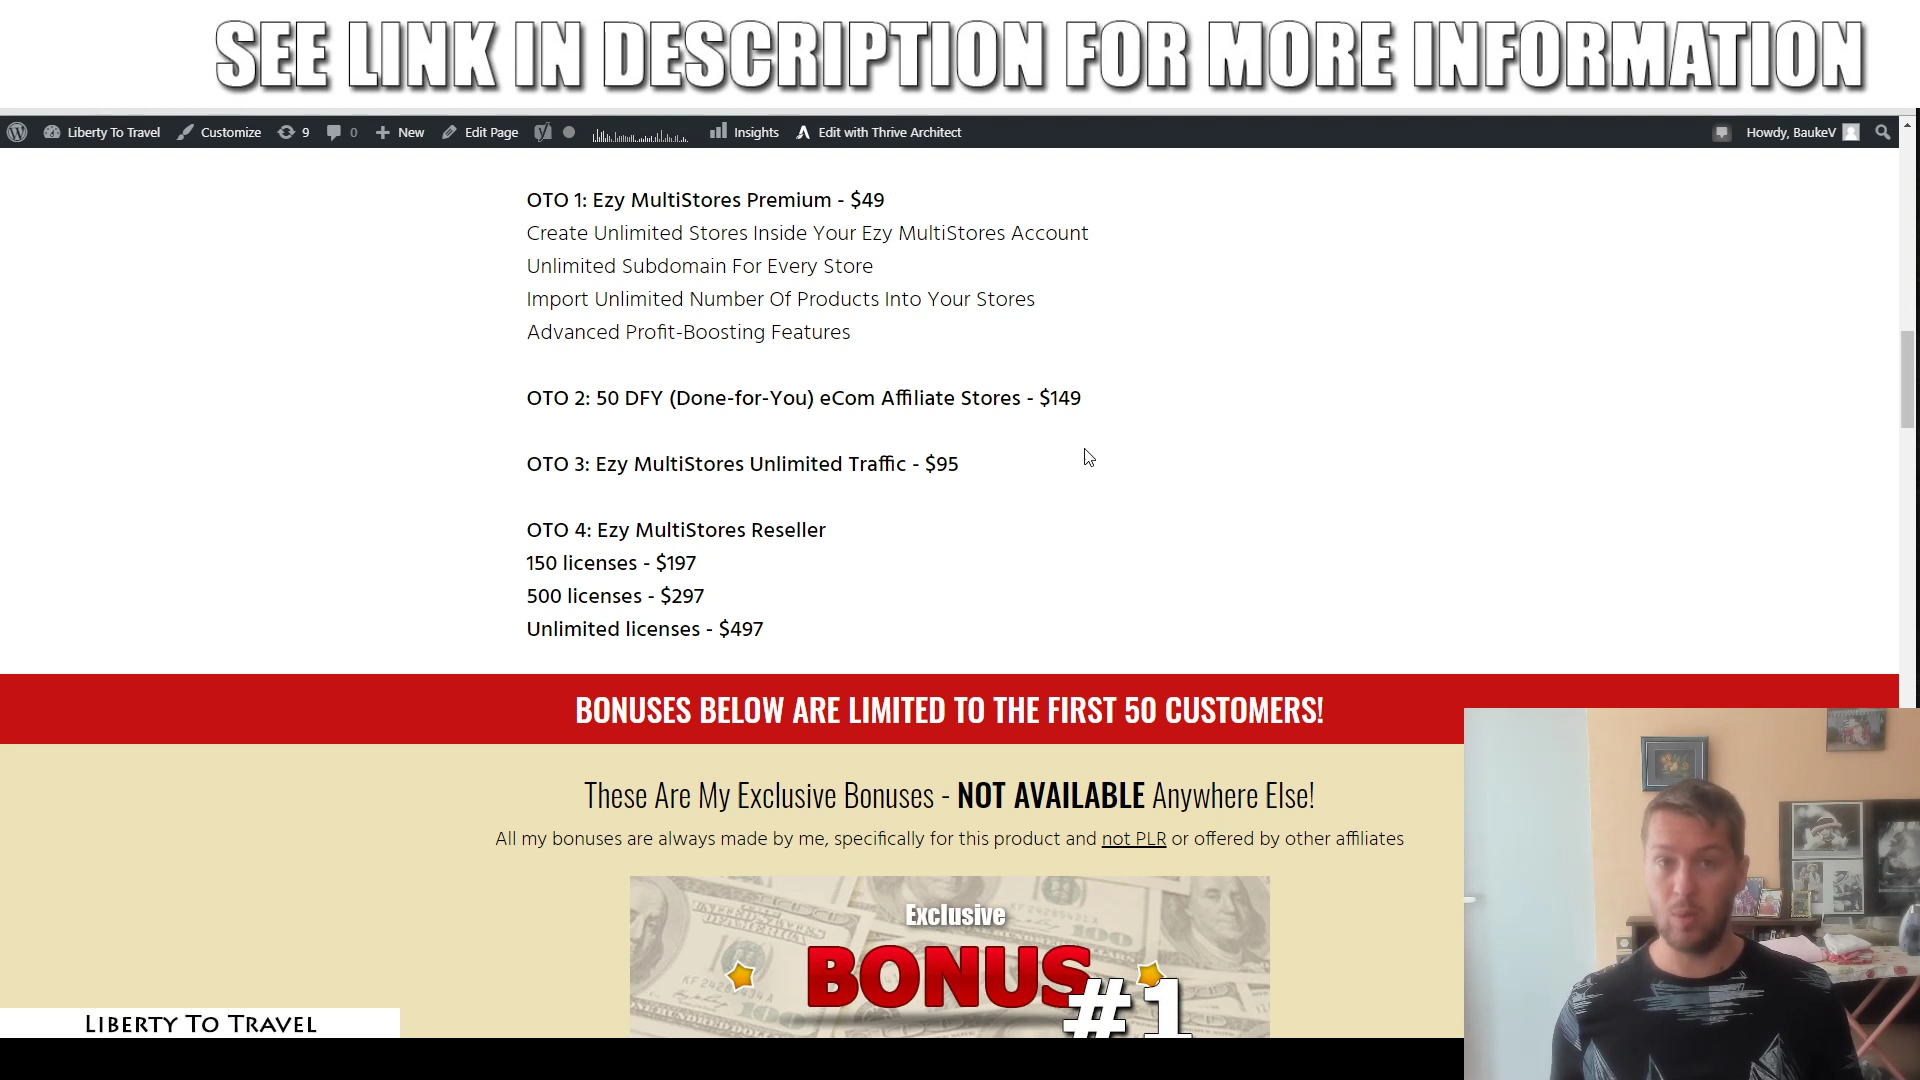 SEE LINK IN DESCRIPTION FOR MORE INFORMATION
Liberty To Travel Customize 9 0 New Edit Page Insights Edit with Thrive Architect Howdy, BaukeV
OTO 1: Ezy MultiStores Premium - $49
Create Unlimited Stores Inside Your Ezy MultiStores Account
Unlimited Subdomain For Every Store
Import Unlimited Number Of Products Into Your Stores
Advanced Profit-Boosting Features
OTO 2: 50 DFY (Done-for-You) eCom Affiliate Stores - $149
OTO 3: Ezy MultiStores Unlimited Traffic - $95
OTO 4: Ezy MultiStores Reseller
150 licenses - $197
500 licenses - $297
Unlimited licenses - $497
BONUSES BELOW ARE LIMITED TO THE FIRST 50 CUSTOMERS!
These Are My Exclusive Bonuses - NOT AVAILABLE Anywhere Else!
All my bonuses are always made by me, specifically for this product and not PLR or offered by other affiliates
Exclusive
BONUS
#1
LIBERTY TO TRAVEL